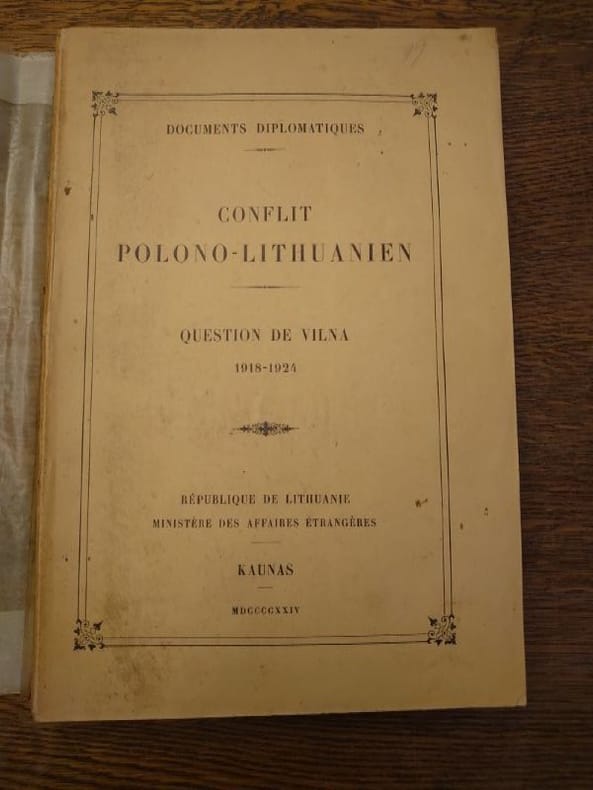 DOCUMENTS DIPLOMATIQUES
CONFLIT
POLONO-LITHUANIEN
QUESTION DE VILNA
1918-1924
RÉPUBLIQUE DE LITHUANIE
MINISTÈRE DES AFFAIRES ÉTRANGÈRES
KAUNAS
MDCCCCXXIV